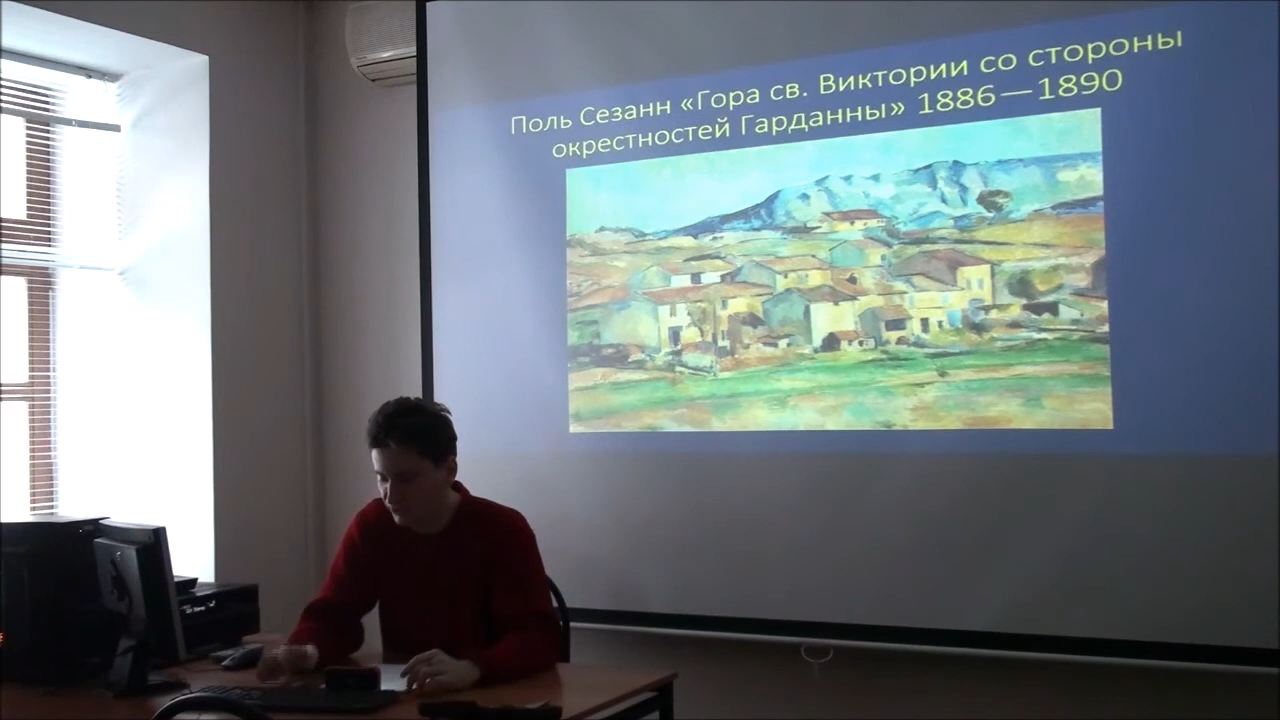 Поль Сезанн «Гора св. Виктории со стороны
окрестностей Гарданны» 1886—1890